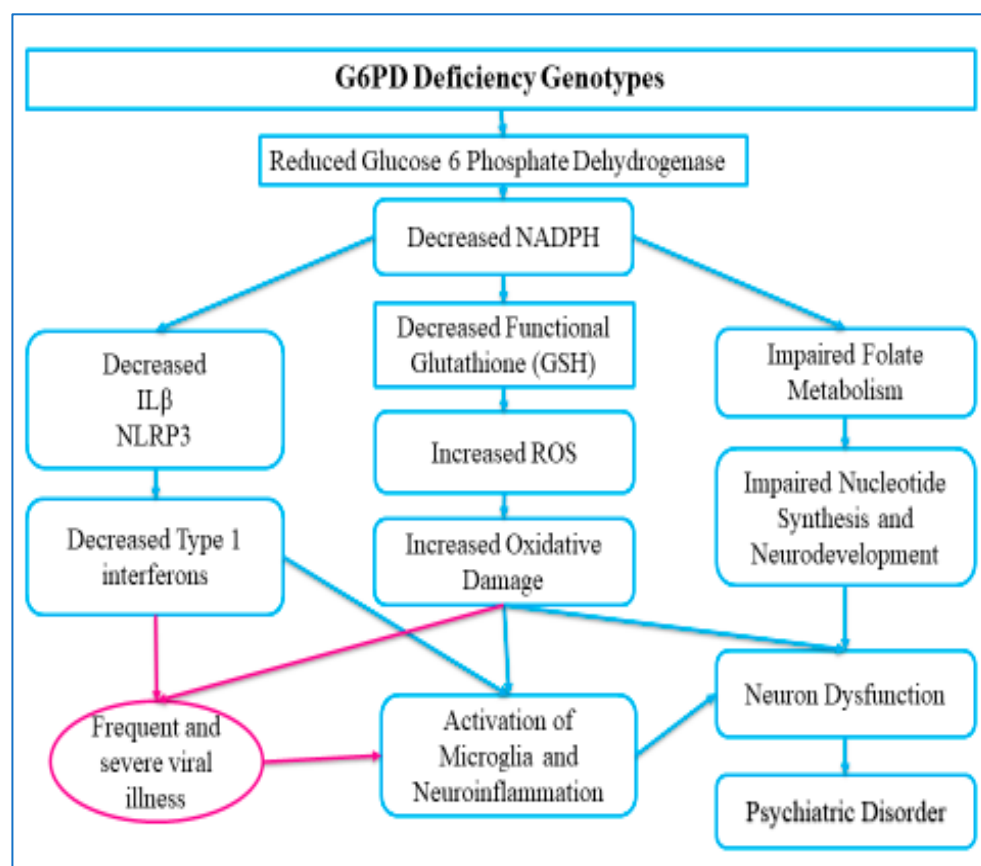 G6PD Deficiency Genotypes
Reduced Glucose 6 Phosphate Dehydrogenase
Decreased NADPH
Decreased
ILβ
NLRP3
Decreased Functional
Glutathione (GSH)
Impaired Folate
Metabolism
Increased ROS
Impaired Nucleotide
Synthesis and
Neurodevelopment
Decreased Type 1
interferons
Increased Oxidative
Damage
Frequent and
severe viral
illness
Activation of
Microglia and
Neuroinflammation
Neuron Dysfunction
Psychiatric Disorder